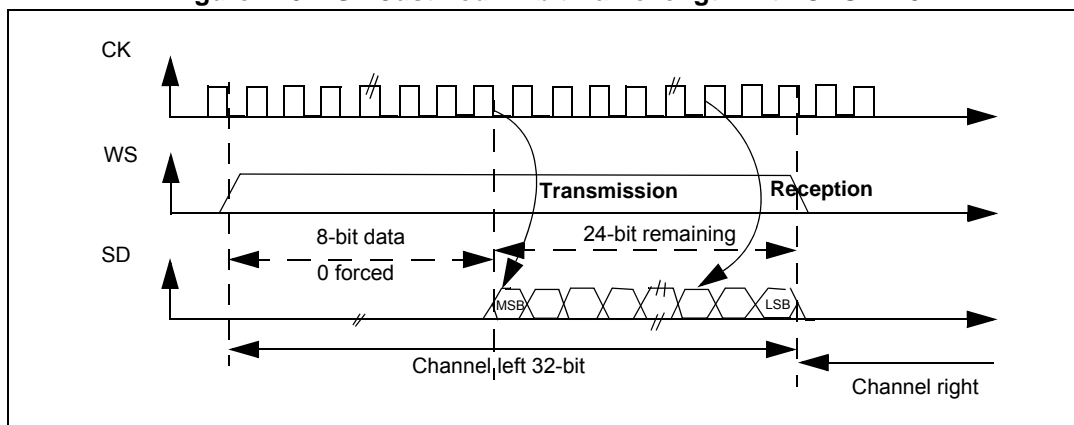 CK
WS
Transmission
Reception
8-bit data
24-bit remaining
SD
0 forced
MSB
LSB
Channel left 32-bit
Channel right